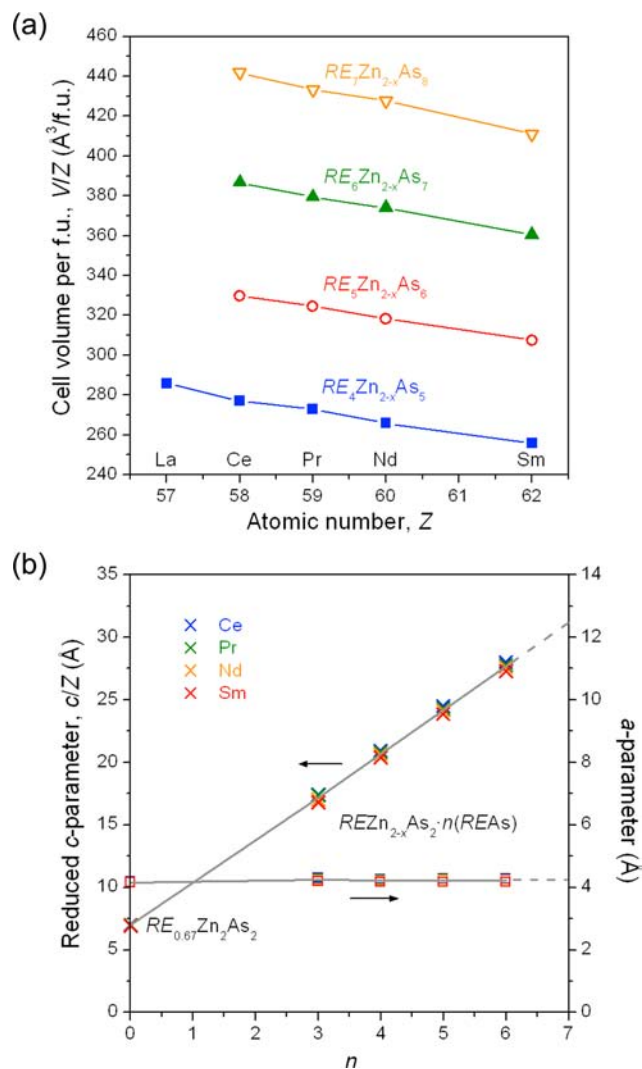 (a)
460
440
420
400
380
360
340
320
300
280
260
240
Cell volume per f.u., V/Z (Å³/f.u.)
RE₇Zn₂₋ₓAs₈
RE₆Zn₂₋ₓAs₇
RE₅Zn₂₋ₓAs₆
RE₄Zn₂₋ₓAs₅
La Ce Pr Nd Sm
57 58 59 60 61 62
Atomic number, Z
(b)
35
30
25
20
15
10
5
0
Reduced c-parameter, c/Z (Å)
Ce
Pr
Nd
Sm
REZn₂₋ₓAs₂·n(REAs)
RE₀.₆₇Zn₂As₂
14
12
10
8
6
4
2
0
a-parameter (Å)
0 1 2 3 4 5 6 7
n